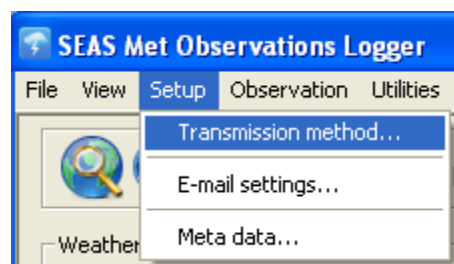 SEAS Met Observations Logger
File View Setup Observation Utilities
Transmission method...
E-mail settings...
Meta data...
Weather